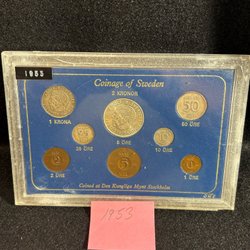 1953
Coinage of Sweden
2 KRONOR
1 KRONA
50 ÖRE
25 ÖRE
5 ÖRE
10 ÖRE
2 ÖRE
1 ÖRE
Coined at Den Kungliga Mynt Stockholm
1953